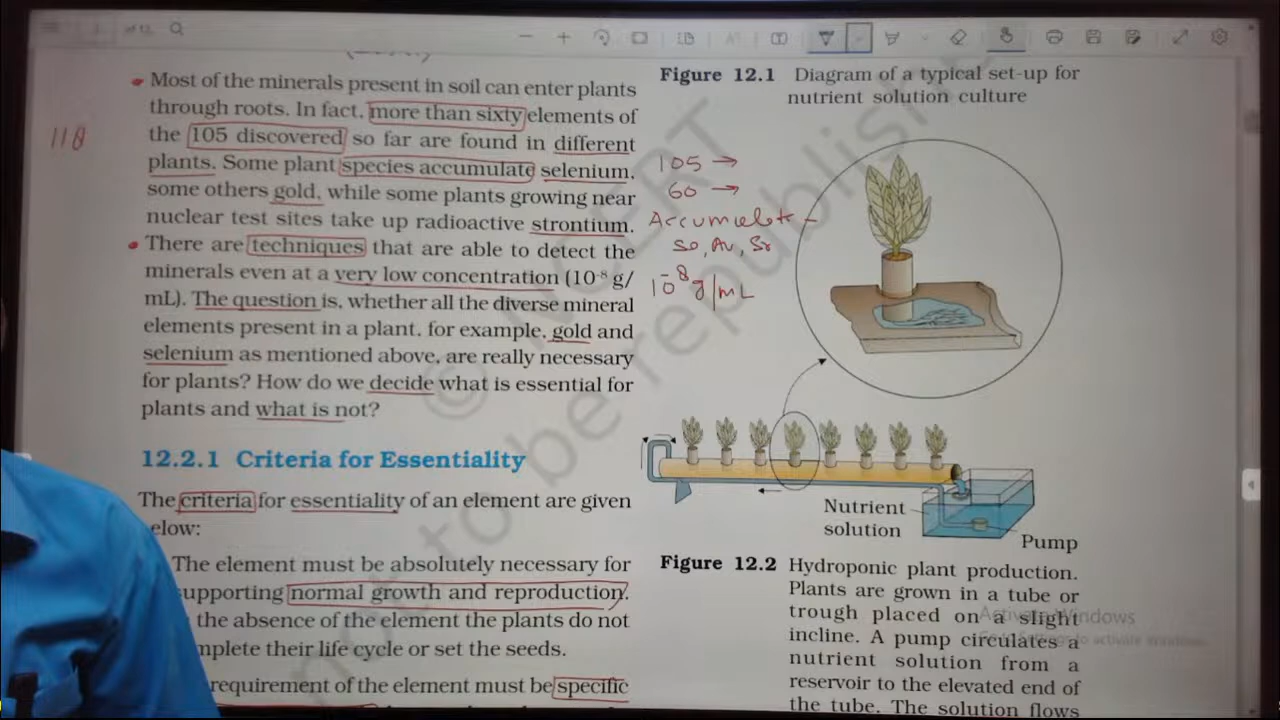 Most of the minerals present in soil can enter plants
through roots. In fact, more than sixty elements of
the 105 discovered so far are found in different
plants. Some plant species accumulate selenium,
some others gold, while some plants growing near
nuclear test sites take up radioactive strontium.
There are techniques that are able to detect the
minerals even at a very low concentration (10⁻⁸ g/
mL). The question is, whether all the diverse mineral
elements present in a plant, for example, gold and
selenium as mentioned above, are really necessary
for plants? How do we decide what is essential for
plants and what is not?
12.2.1 Criteria for Essentiality
The criteria for essentiality of an element are given
elow:
The element must be absolutely necessary for
upporting normal growth and reproduction.
the absence of the element the plants do not
mplete their life cycle or set the seeds.
requirement of the element must be specific
118
Figure 12.1 Diagram of a typical set-up for
nutrient solution culture
105 →
60 →
10⁻⁸ g/mL
Nutrient
solution
Pump
Figure 12.2 Hydroponic plant production.
Plants are grown in a tube or
trough placed on a slight
incline. A pump circulates a
nutrient solution from a
reservoir to the elevated end of
the tube. The solution flows
© NCERT
not to be republished
Activate Windows